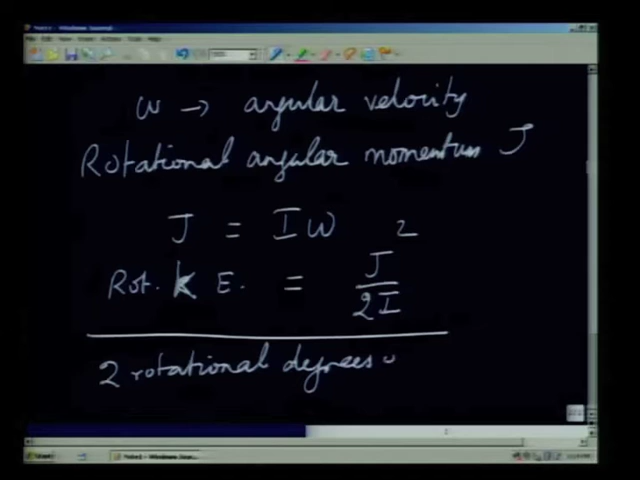 ω → angular velocity
Rotational angular momentum J
J = Iω
Rot. K E. = J²/2I
2 rotational degrees o